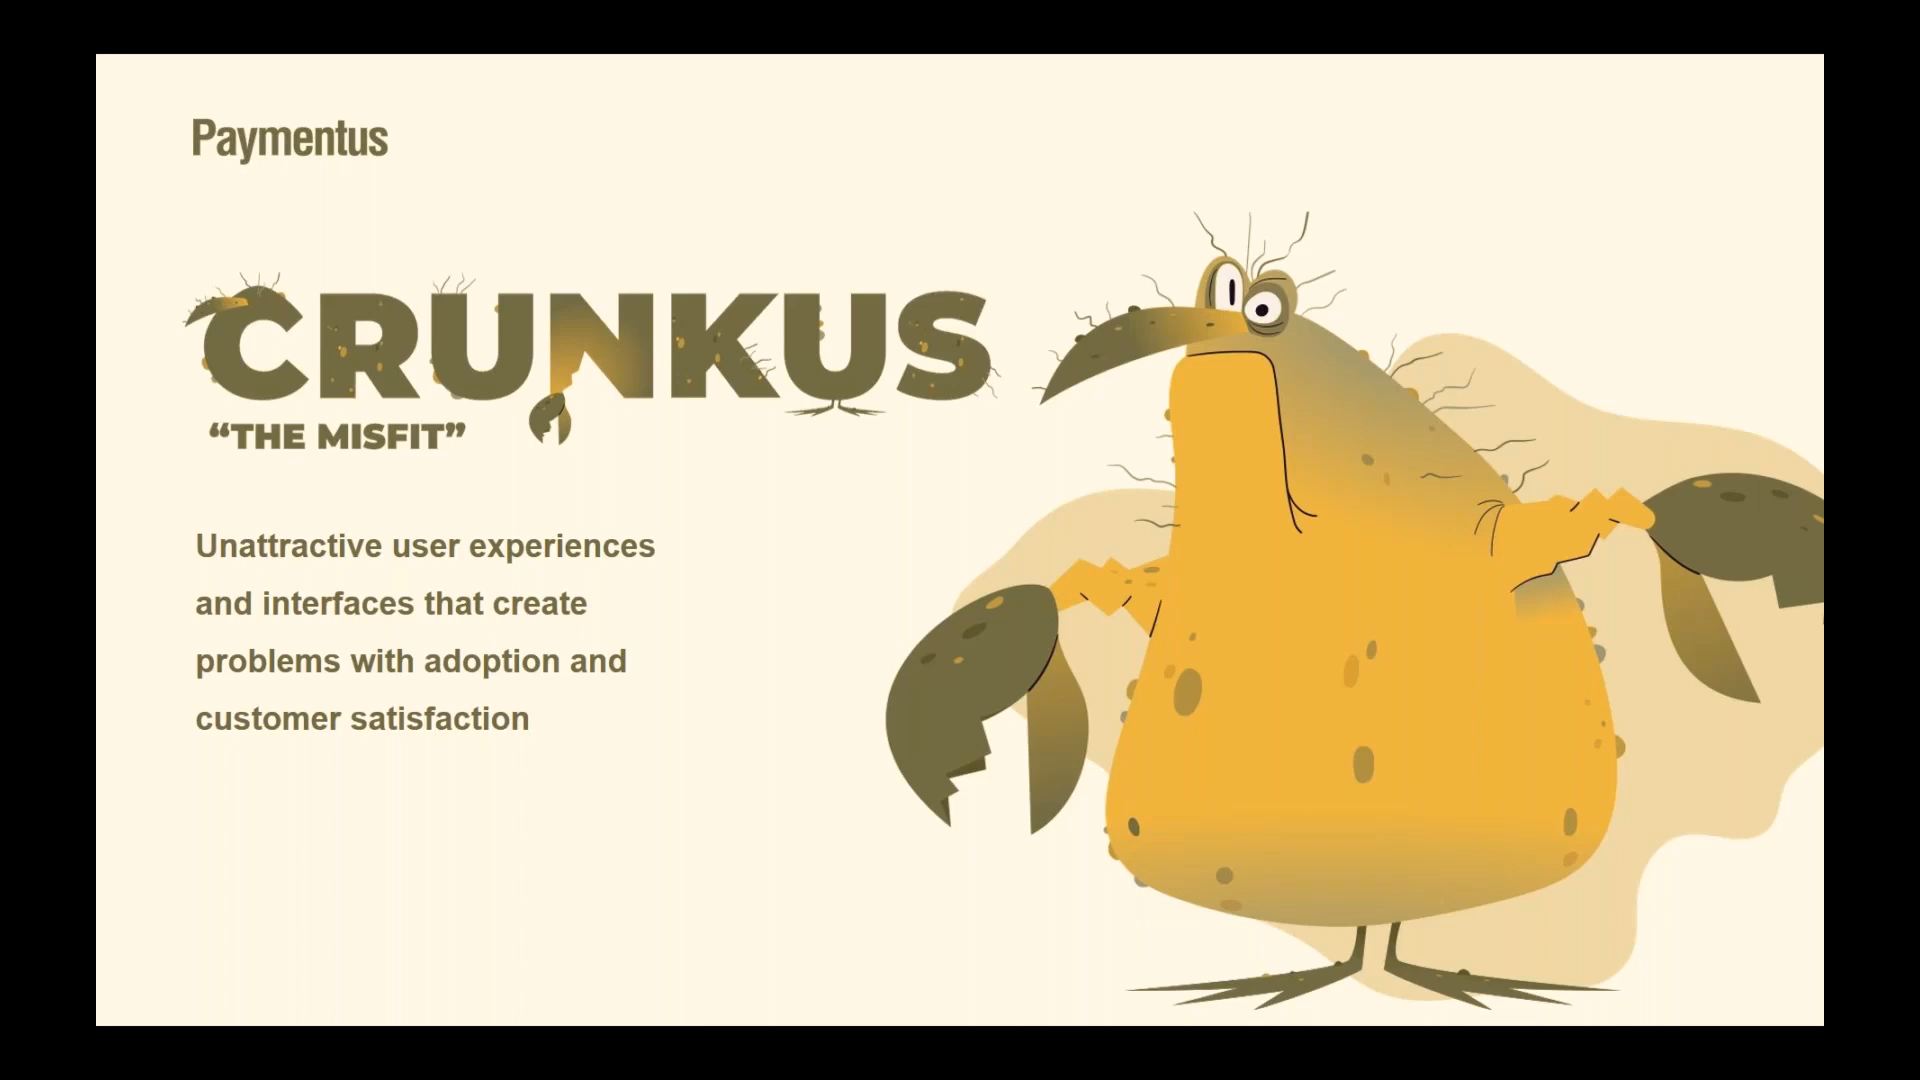 Paymentus
CRUNKUS
“THE MISFIT”
Unattractive user experiences
and interfaces that create
problems with adoption and
customer satisfaction